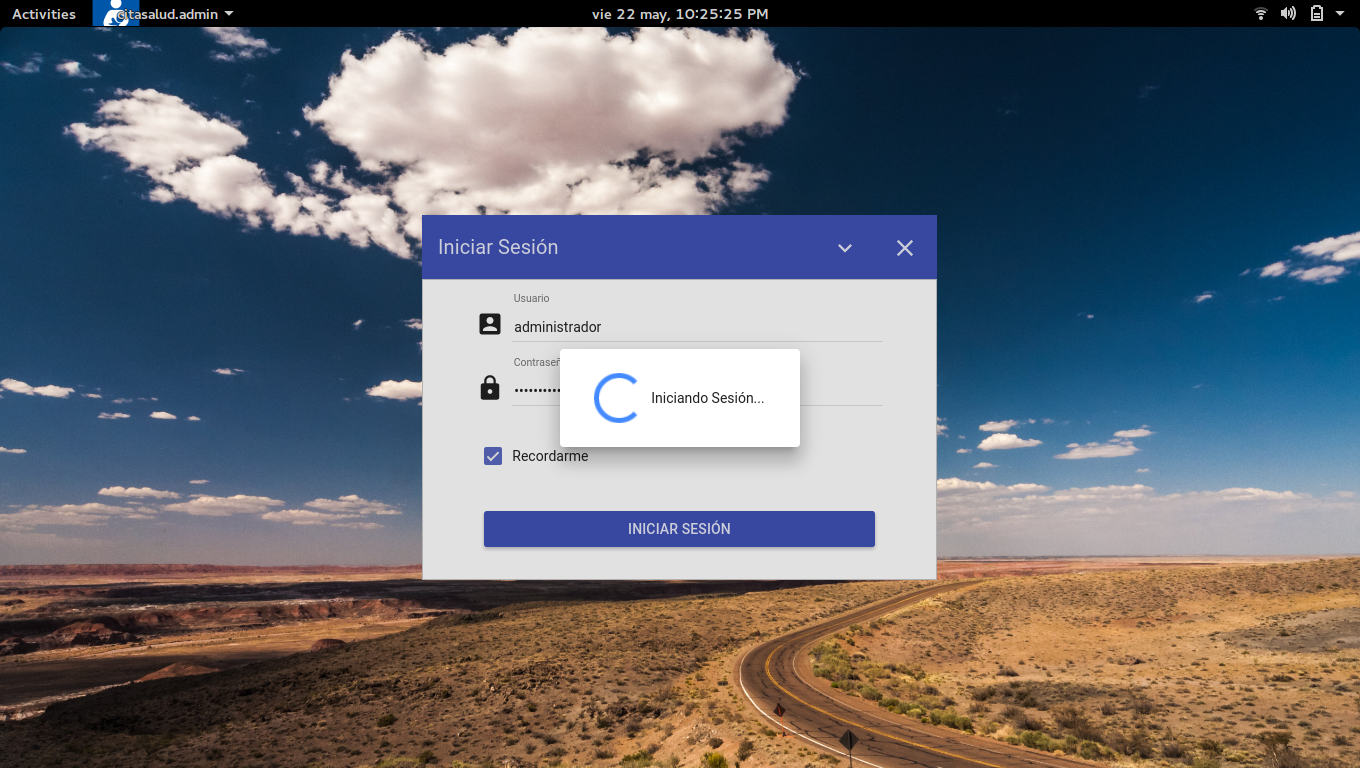 Activities
citasalud.admin
vie 22 may, 10:25:25 PM
Iniciar Sesión
Usuario
administrador
Contraseñ
Iniciando Sesión...
Recordarme
INICIAR SESIÓN